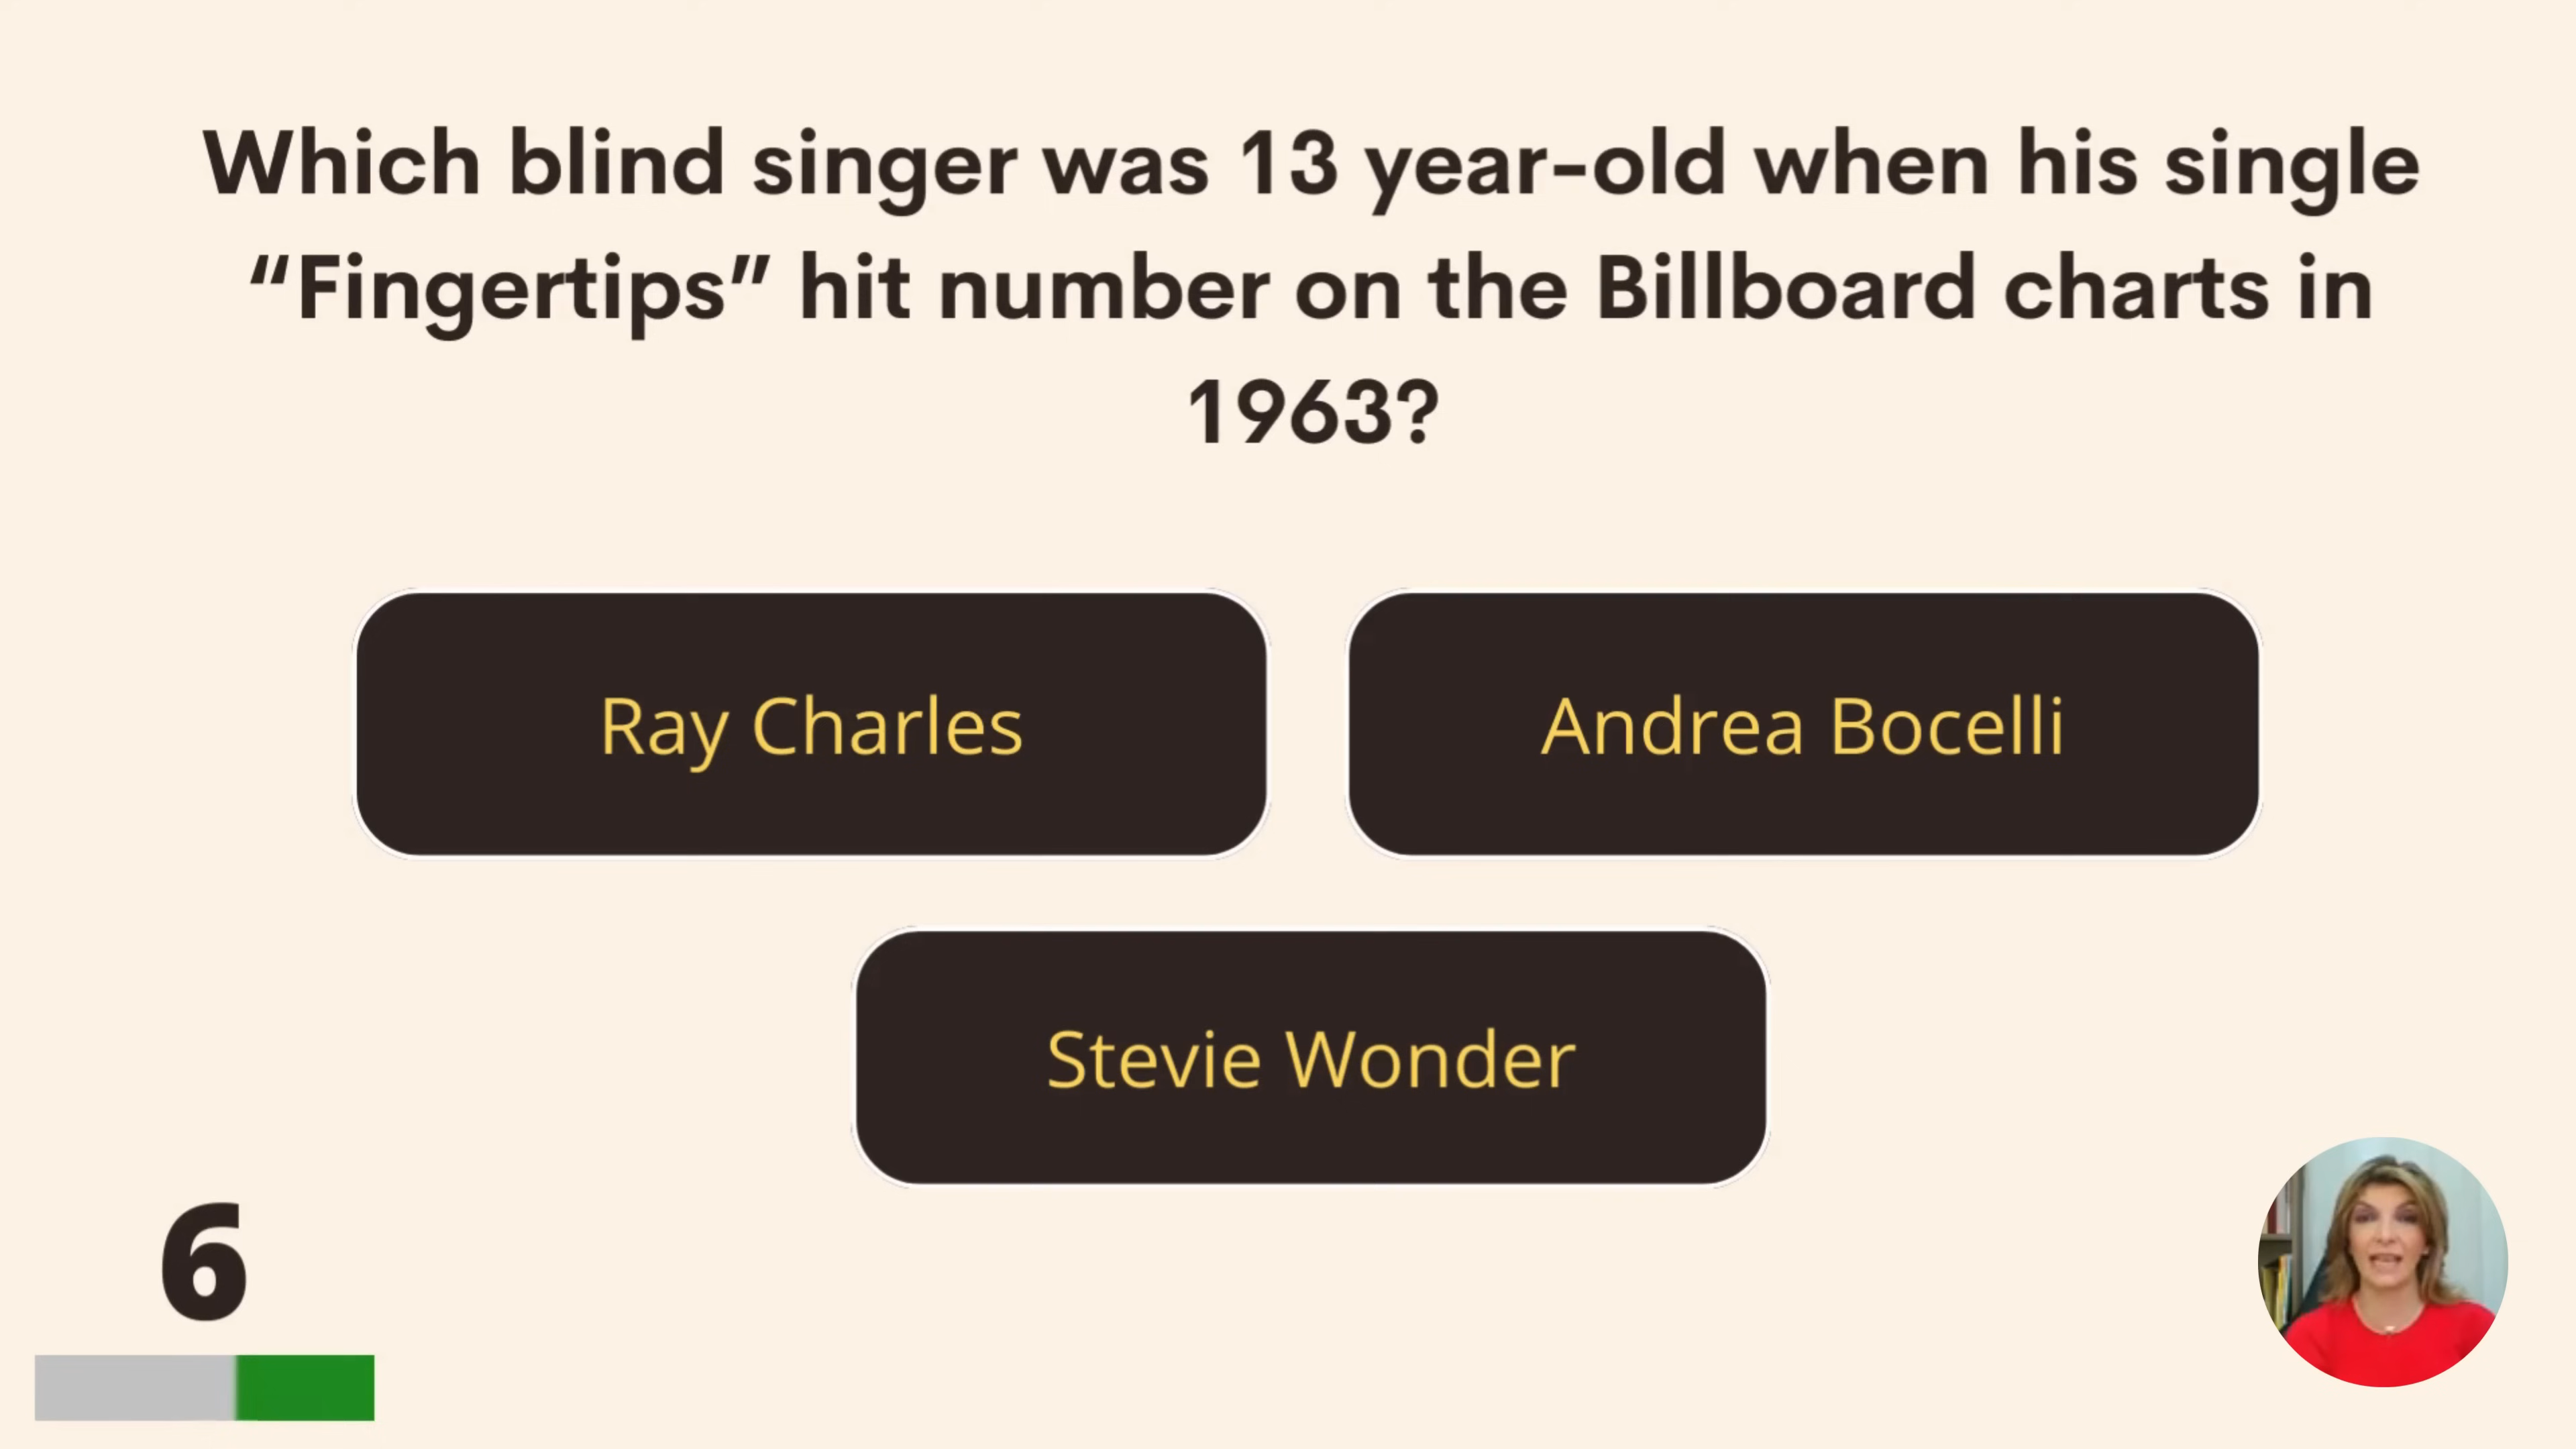 Which blind singer was 13 year-old when his single
“Fingertips” hit number on the Billboard charts in
1963?
Ray Charles
Andrea Bocelli
Stevie Wonder
6